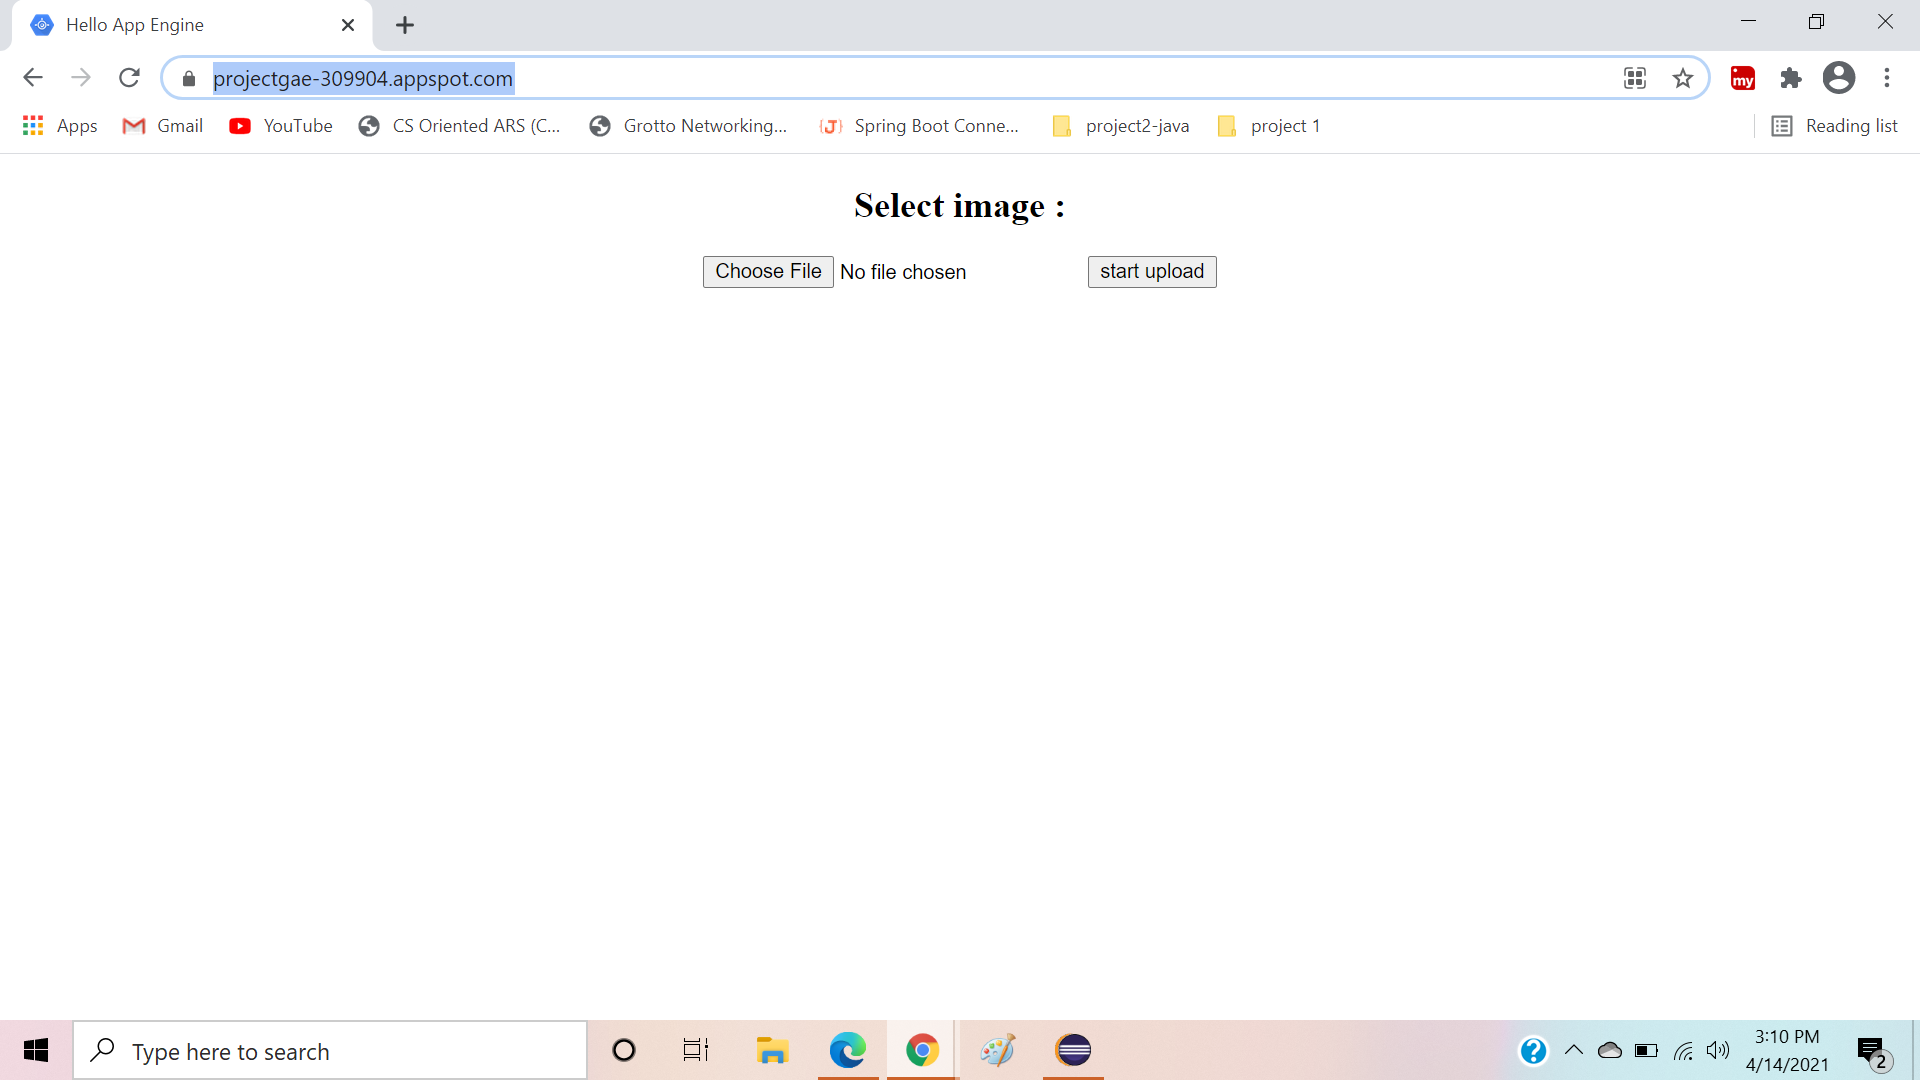 Hello App Engine
projectgae-309904.appspot.com
my
Apps Gmail YouTube CS Oriented ARS (C... Grotto Networking... {J} Spring Boot Conne... project2-java project 1 Reading list
Select image :
Choose File No file chosen start upload
Type here to search
3:10 PM
4/14/2021
2